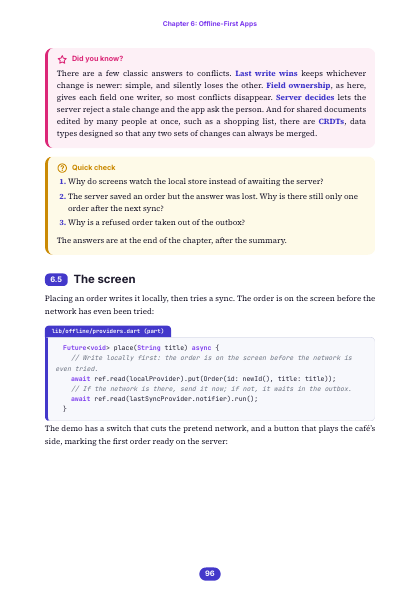 Chapter 6: Offline-First Apps
Did you know?
There are a few classic answers to conflicts. Last write wins keeps whichever
change is newer: simple, and silently loses the other. Field ownership, as here,
gives each field one writer, so most conflicts disappear. Server decides lets the
server reject a stale change and the app ask the person. And for shared documents
edited by many people at once, such as a shopping list, there are CRDTs, data
types designed so that any two sets of changes can always be merged.
Quick check
1. Why do screens watch the local store instead of awaiting the server?
2. The server saved an order but the answer was lost. Why is there still only one
order after the next sync?
3. Why is a refused order taken out of the outbox?
The answers are at the end of the chapter, after the summary.
6.5 The screen
Placing an order writes it locally, then tries a sync. The order is on the screen before the
network has even been tried:
lib/offline/providers.dart (part)
Future<void> place(String title) async {
// Write locally first: the order is on the screen before the network is
even tried.
await ref.read(localProvider).put(Order(id: newId(), title: title));
// If the network is there, send it now; if not, it waits in the outbox.
await ref.read(lastSyncProvider.notifier).run();
}
The demo has a switch that cuts the pretend network, and a button that plays the café's
side, marking the first order ready on the server:
96